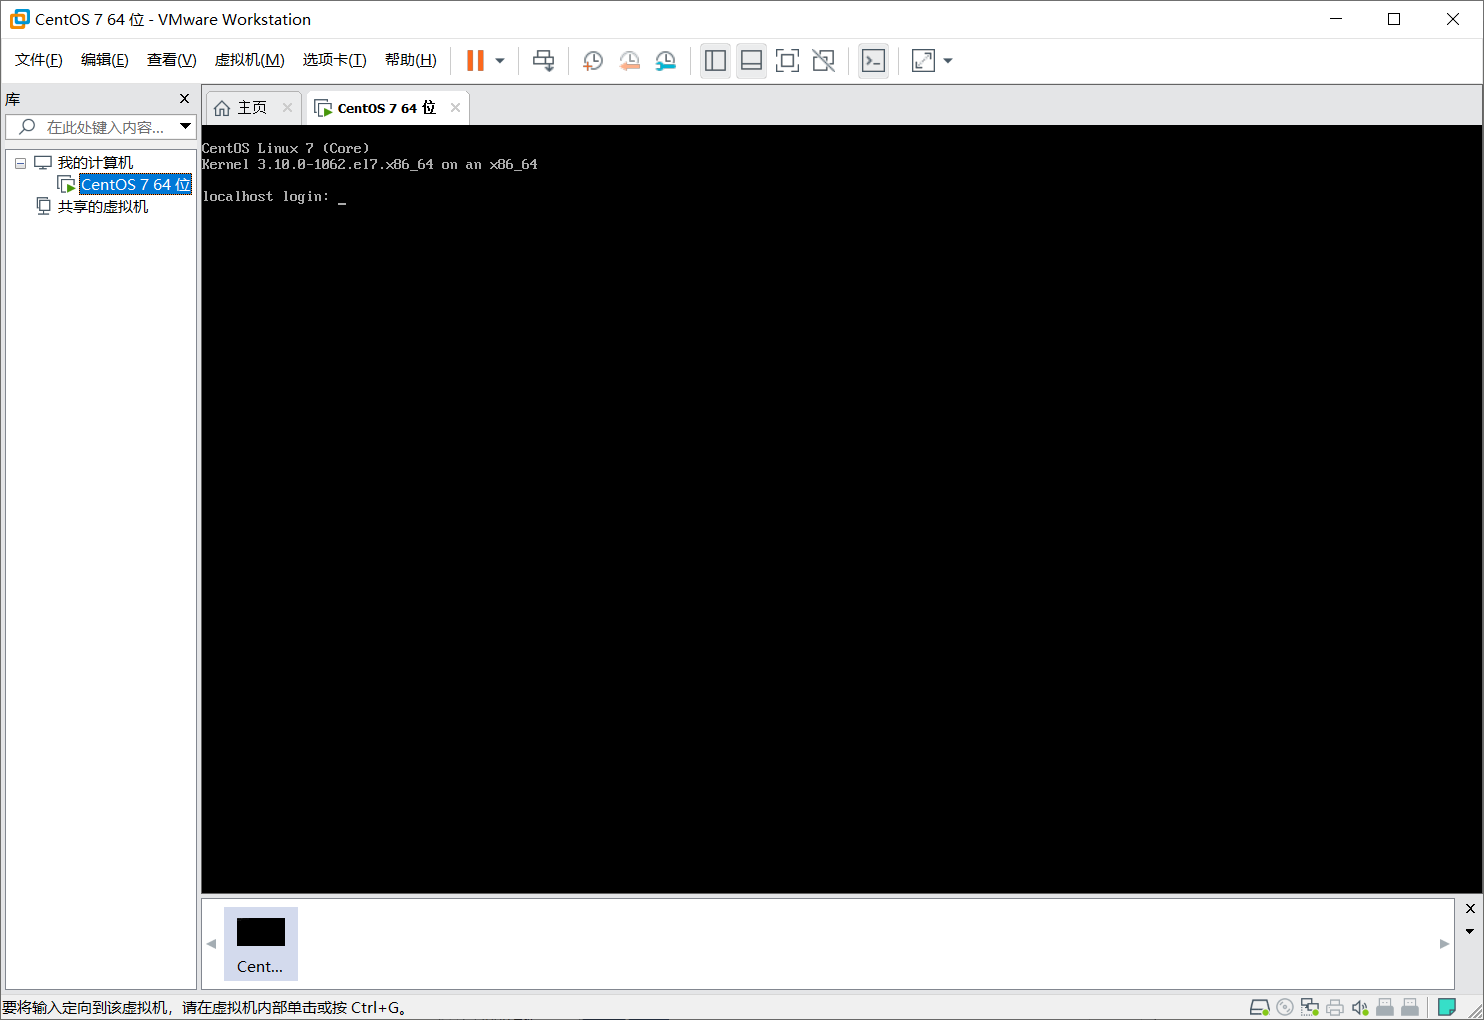 CentOS 7 64 位 - VMware Workstation
文件(F) 编辑(E) 查看(V) 虚拟机(M) 选项卡(T) 帮助(H)
库
在此处键入内容...
我的计算机
CentOS 7 64 位
共享的虚拟机
主页
CentOS 7 64 位
CentOS Linux 7 (Core)
Kernel 3.10.0-1062.el7.x86_64 on an x86_64
localhost login: _
Cent...
要将输入定向到该虚拟机，请在虚拟机内部单击或按 Ctrl+G。